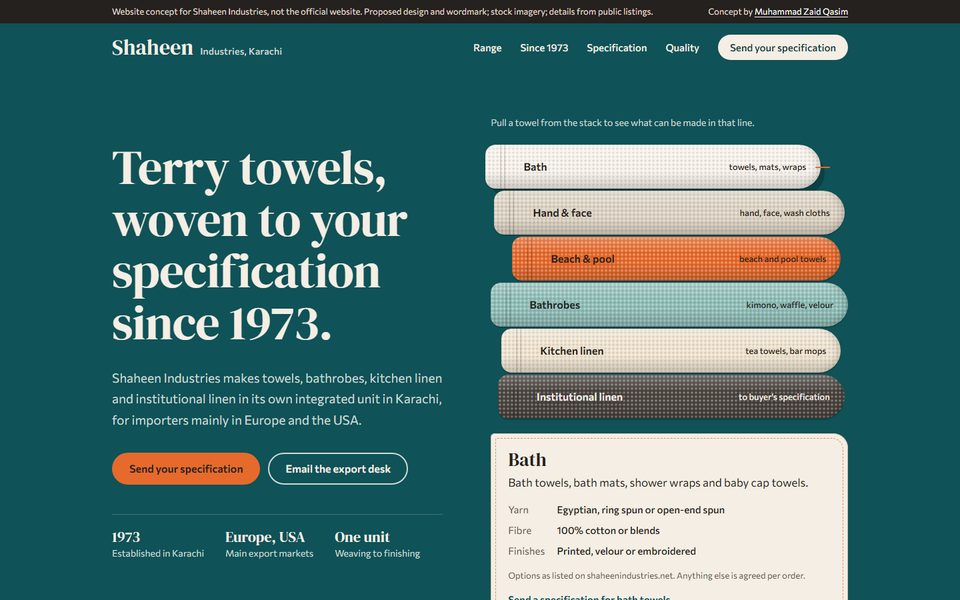 Website concept for Shaheen Industries, not the official website. Proposed design and wordmark; stock imagery; details from public listings.
Concept by Muhammad Zaid Qasim
Shaheen Industries, Karachi
Range Since 1973 Specification Quality Send your specification
Pull a towel from the stack to see what can be made in that line.
Terry towels,
woven to your
specification
since 1973.
Shaheen Industries makes towels, bathrobes, kitchen linen
and institutional linen in its own integrated unit in Karachi,
for importers mainly in Europe and the USA.
Send your specification
Email the export desk
1973
Established in Karachi
Europe, USA
Main export markets
One unit
Weaving to finishing
Bath towels, mats, wraps
Hand & face hand, face, wash cloths
Beach & pool beach and pool towels
Bathrobes kimono, waffle, velour
Kitchen linen tea towels, bar mops
Institutional linen to buyer's specification
Bath
Bath towels, bath mats, shower wraps and baby cap towels.
Yarn Egyptian, ring spun or open-end spun
Fibre 100% cotton or blends
Finishes Printed, velour or embroidered
Options as listed on shaheenindustries.net. Anything else is agreed per order.
Send a specification for bath towels